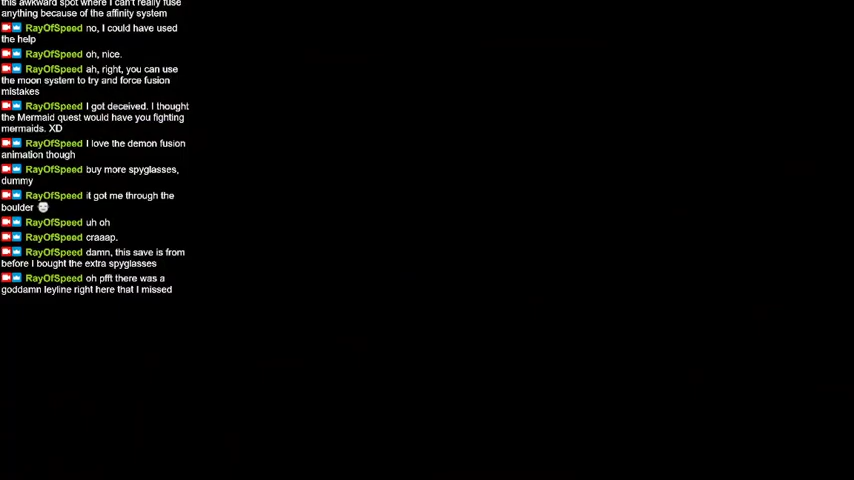 this awkward spot where I can't really fuse
anything because of the affinity system
RayOfSpeed no, I could have used
the help
RayOfSpeed oh, nice.
RayOfSpeed ah, right, you can use
the moon system to try and force fusion
mistakes
RayOfSpeed I got deceived. I thought
the Mermaid quest would have you fighting
mermaids. XD
RayOfSpeed I love the demon fusion
animation though
RayOfSpeed buy more spyglasses,
dummy
RayOfSpeed it got me through the
boulder
RayOfSpeed uh oh
RayOfSpeed craaap.
RayOfSpeed damn, this save is from
before I bought the extra spyglasses
RayOfSpeed oh pfft there was a
goddamn leyline right here that I missed